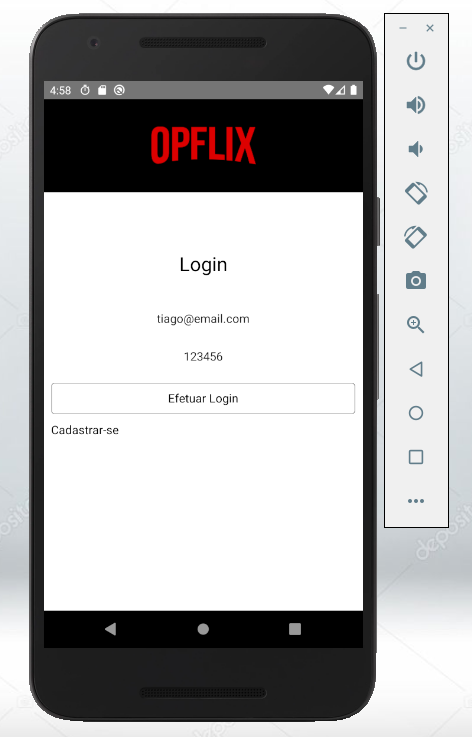 4:58
OPFLIX
Login
tiago@email.com
123456
Efetuar Login
Cadastrar-se